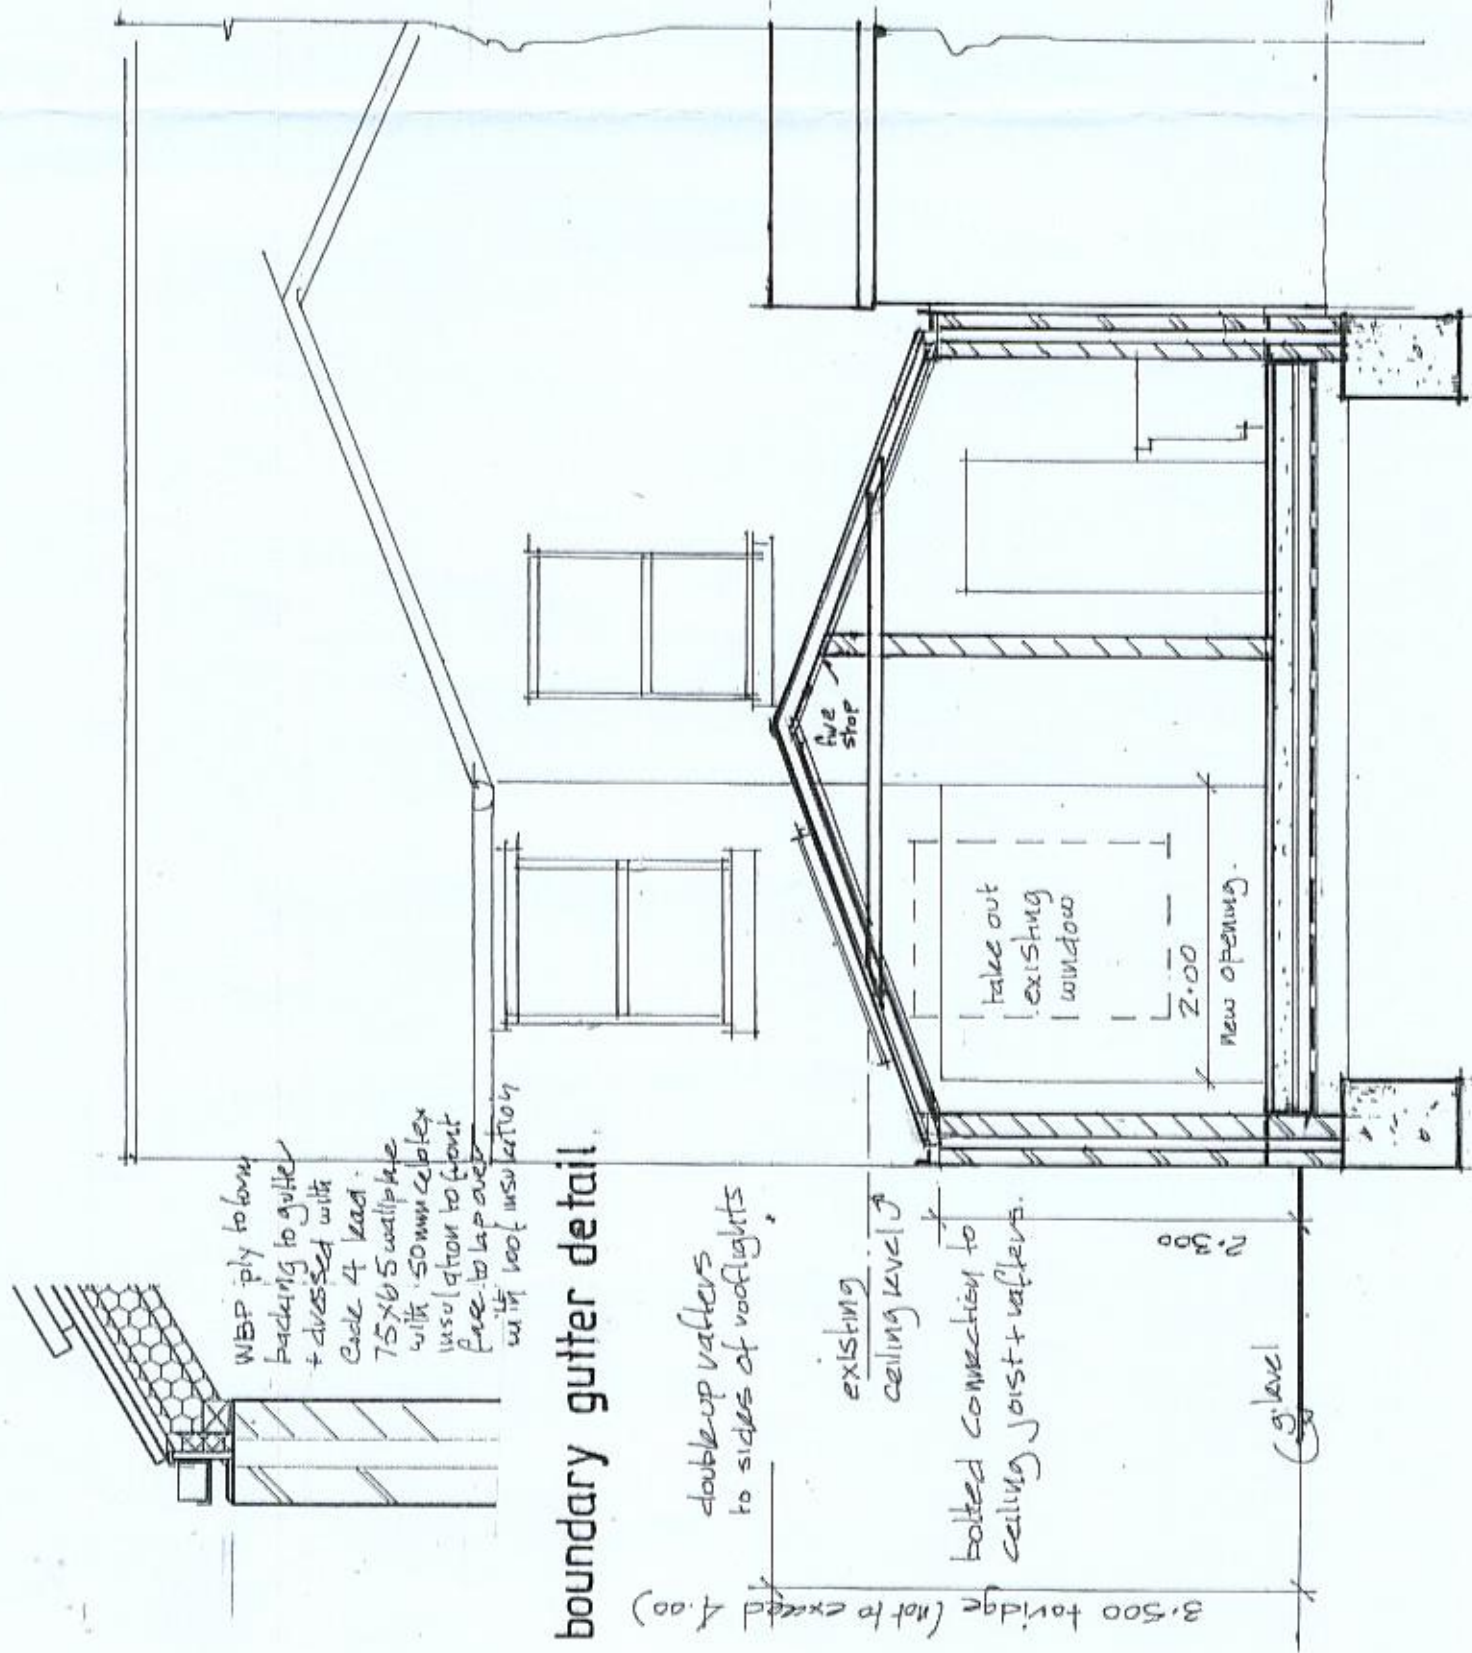 WBP ply to form
backing to gutter
+ dressed with
Code 4 lead.
75x65 wallplate
with 50mm celotex
insulation to front
face to lap over
with roof insulation
boundary gutter detail
double up rafters
to sides of rooflights
existing
ceiling level
bolted connection to
ceiling joist + rafters.
3.500 to ridge (not to exceed 4.00)
2.300
g. level
fire
stop
take out
existing
window
2.00
new opening.